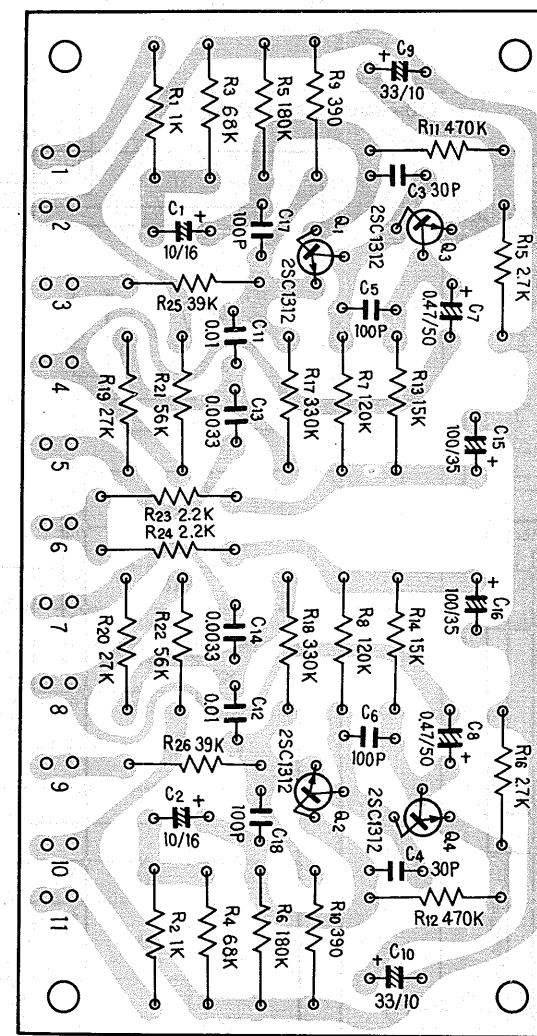 C9
33/10
R1 1K
R3 68K
R5 180K
R9 390
R11 470K
C3 30P
1
2
C1
10/16
C17
100P
Q1
2SC1312
Q3
2SC1312
R15 2.7K
3
R25 39K
C5
100P
C7
0.47/50
4
C11
0.01
R19 27K
R21 56K
C13
0.0033
R17 330K
R7 120K
R13 15K
C15
100/35
5
R23 2.2K
6
R24 2.2K
7
R20 27K
R22 56K
C14
0.0033
R18 330K
R8 120K
R14 15K
C16
100/35
8
C12
0.01
9
R26 39K
C6
100P
C8
0.47/50
R16 2.7K
2SC1312
Q2
2SC1312
Q4
C2
10/16
C18
100P
10
C4
30P
11
R12 470K
R2 1K
R4 68K
R6 180K
R10 390
C10
33/10